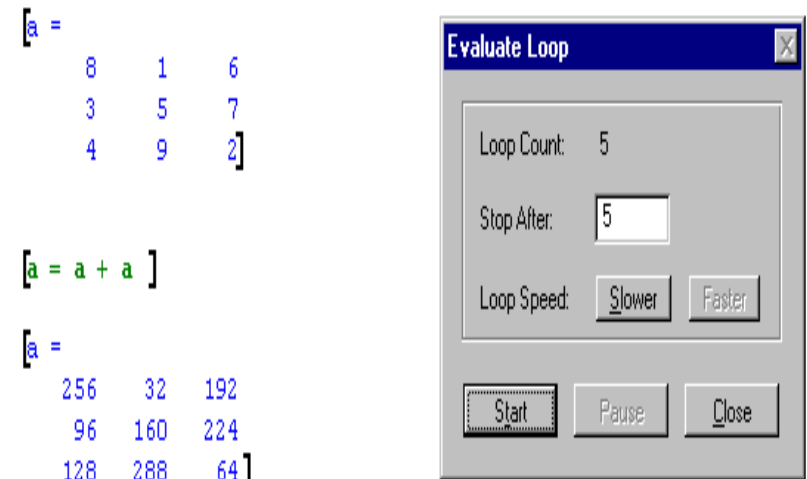 [a =
8 1 6
3 5 7
4 9 2]
[a = a + a ]
[a =
256 32 192
96 160 224
128 288 64]
Evaluate Loop
Loop Count: 5
Stop After: 5
Loop Speed: Slower Faster
Start Pause Close